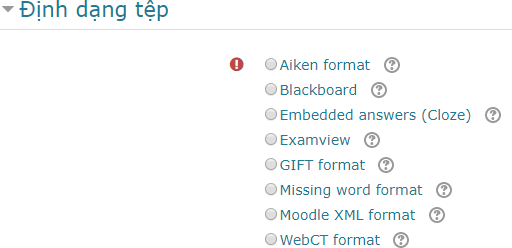 Định dạng tệp
Aiken format
Blackboard
Embedded answers (Cloze)
Examview
GIFT format
Missing word format
Moodle XML format
WebCT format